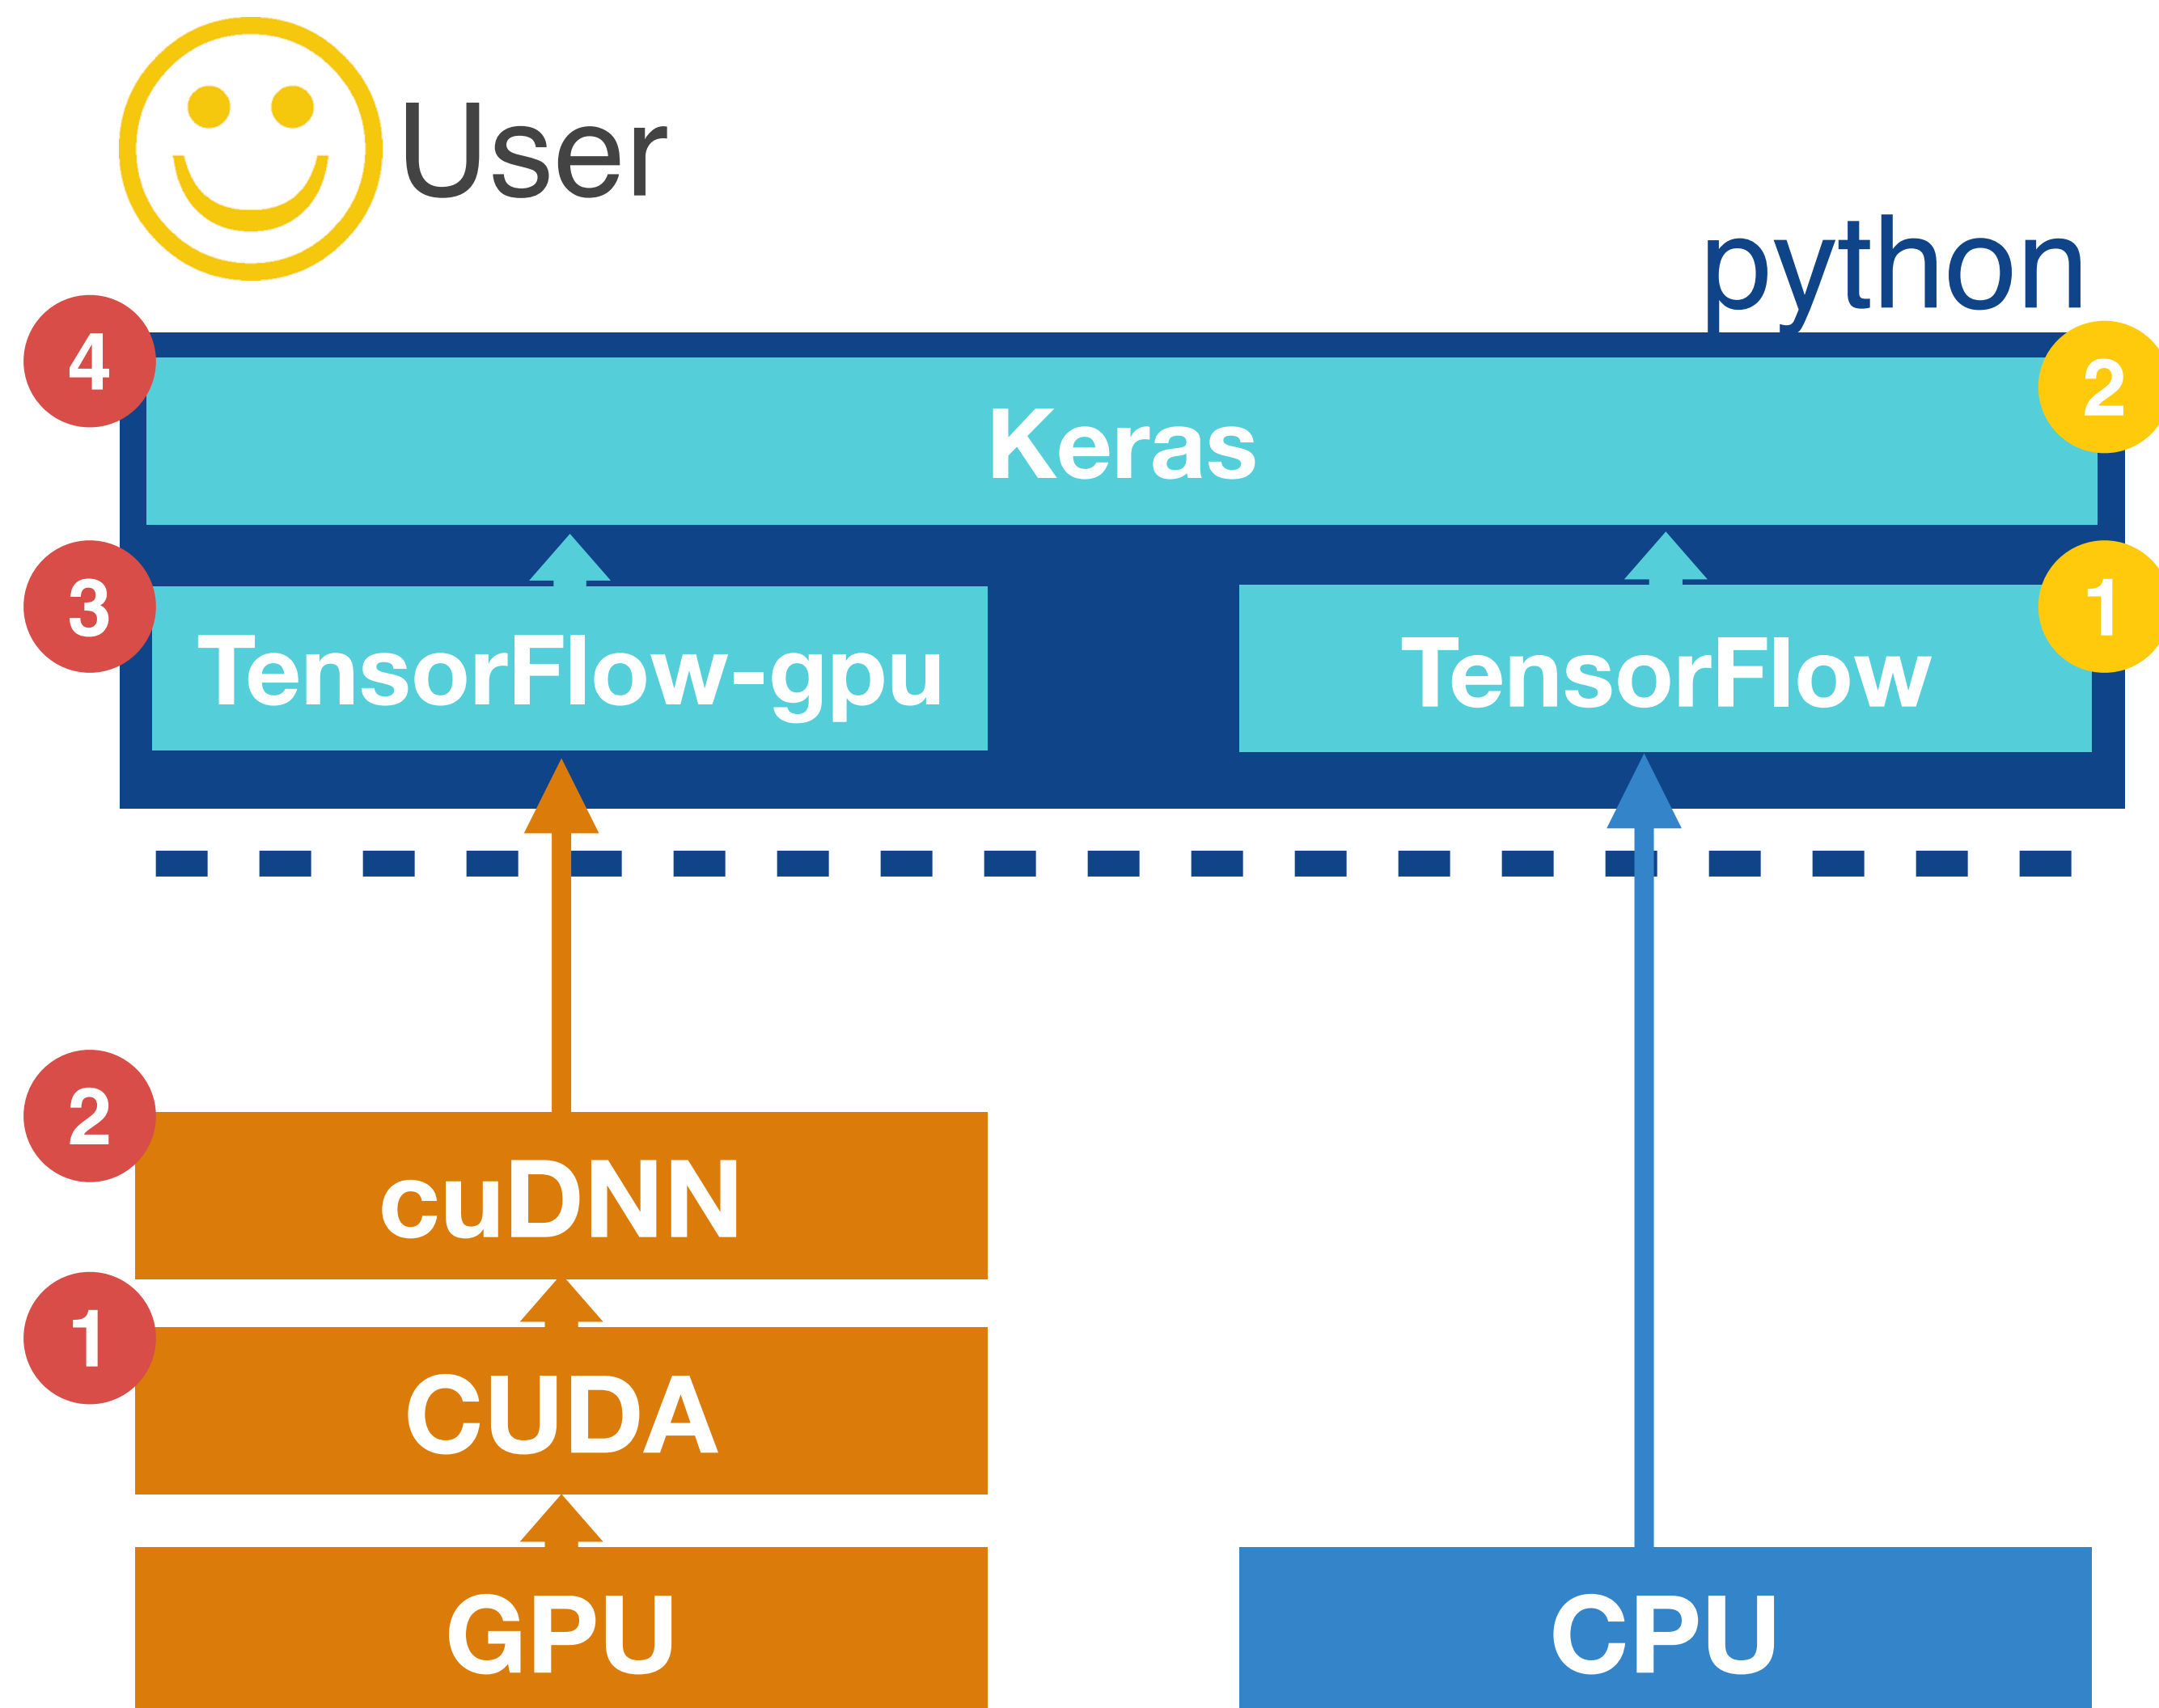 User
python
4
Keras
2
3
TensorFlow-gpu
TensorFlow
1
2
cuDNN
1
CUDA
GPU
CPU